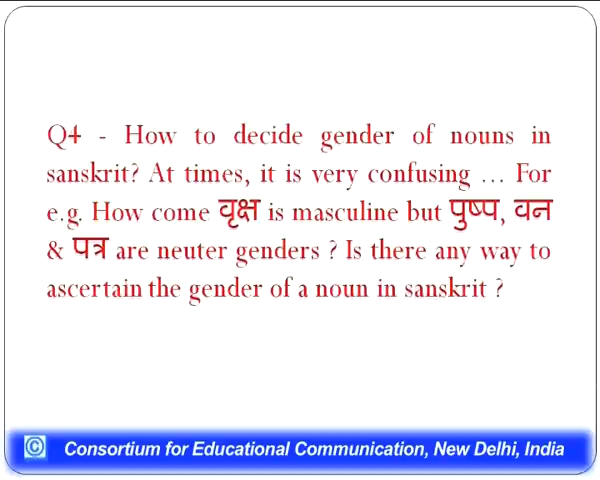 Q4 - How to decide gender of nouns in
sanskrit? At times, it is very confusing ... For
e.g. How come वृक्ष is masculine but पुष्प, वन
& पत्र are neuter genders ? Is there any way to
ascertain the gender of a noun in sanskrit ?
© Consortium for Educational Communication, New Delhi, India